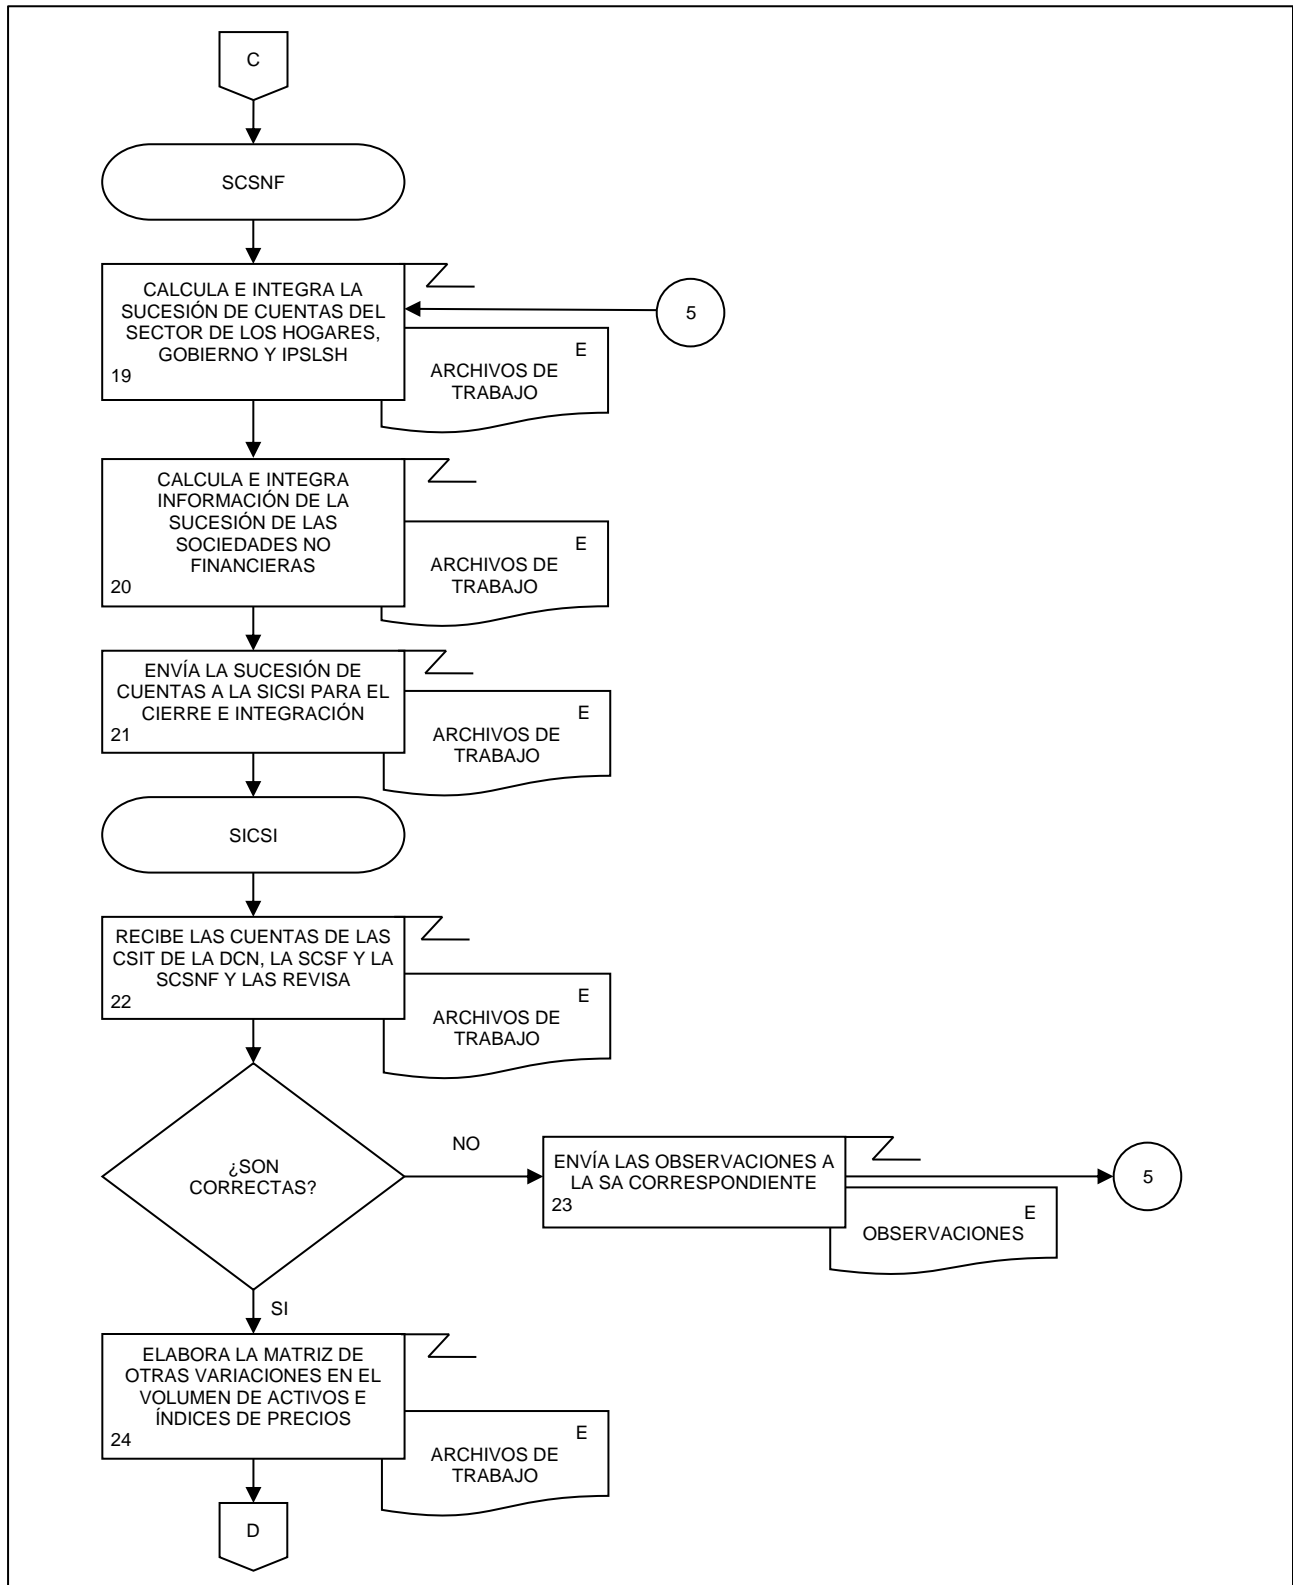 C
SCSNF
CALCULA E INTEGRA LA
SUCESIÓN DE CUENTAS DEL
SECTOR DE LOS HOGARES,
GOBIERNO Y IPSLSH
19
5
E
ARCHIVOS DE
TRABAJO
CALCULA E INTEGRA
INFORMACIÓN DE LA
SUCESIÓN DE LAS
SOCIEDADES NO
FINANCIERAS
20
E
ARCHIVOS DE
TRABAJO
ENVÍA LA SUCESIÓN DE
CUENTAS A LA SICSI PARA EL
CIERRE E INTEGRACIÓN
21
E
ARCHIVOS DE
TRABAJO
SICSI
RECIBE LAS CUENTAS DE LAS
CSIT DE LA DCN, LA SCSF Y LA
SCSNF Y LAS REVISA
22
E
ARCHIVOS DE
TRABAJO
¿SON
CORRECTAS?
NO
ENVÍA LAS OBSERVACIONES A
LA SA CORRESPONDIENTE
23
5
E
OBSERVACIONES
SI
ELABORA LA MATRIZ DE
OTRAS VARIACIONES EN EL
VOLUMEN DE ACTIVOS E
ÍNDICES DE PRECIOS
24
E
ARCHIVOS DE
TRABAJO
D